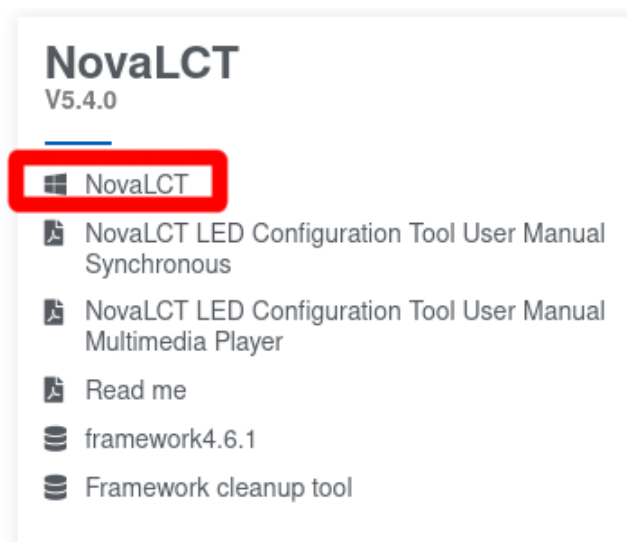 NovaLCT
V5.4.0
NovaLCT
NovaLCT LED Configuration Tool User Manual
Synchronous
NovaLCT LED Configuration Tool User Manual
Multimedia Player
Read me
framework4.6.1
Framework cleanup tool